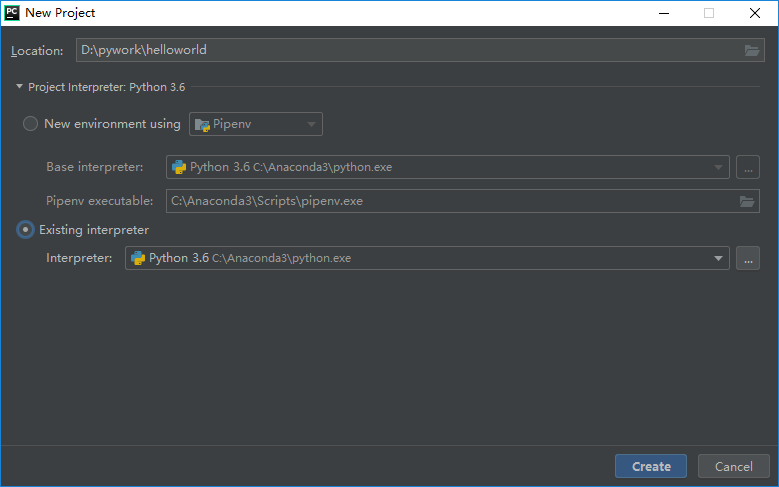 PC New Project
Location: D:\pywork\helloworld
Project Interpreter: Python 3.6
New environment using Pipenv
Base interpreter: Python 3.6 C:\Anaconda3\python.exe ...
Pipenv executable: C:\Anaconda3\Scripts\pipenv.exe
Existing interpreter
Interpreter: Python 3.6 C:\Anaconda3\python.exe ...
Create Cancel